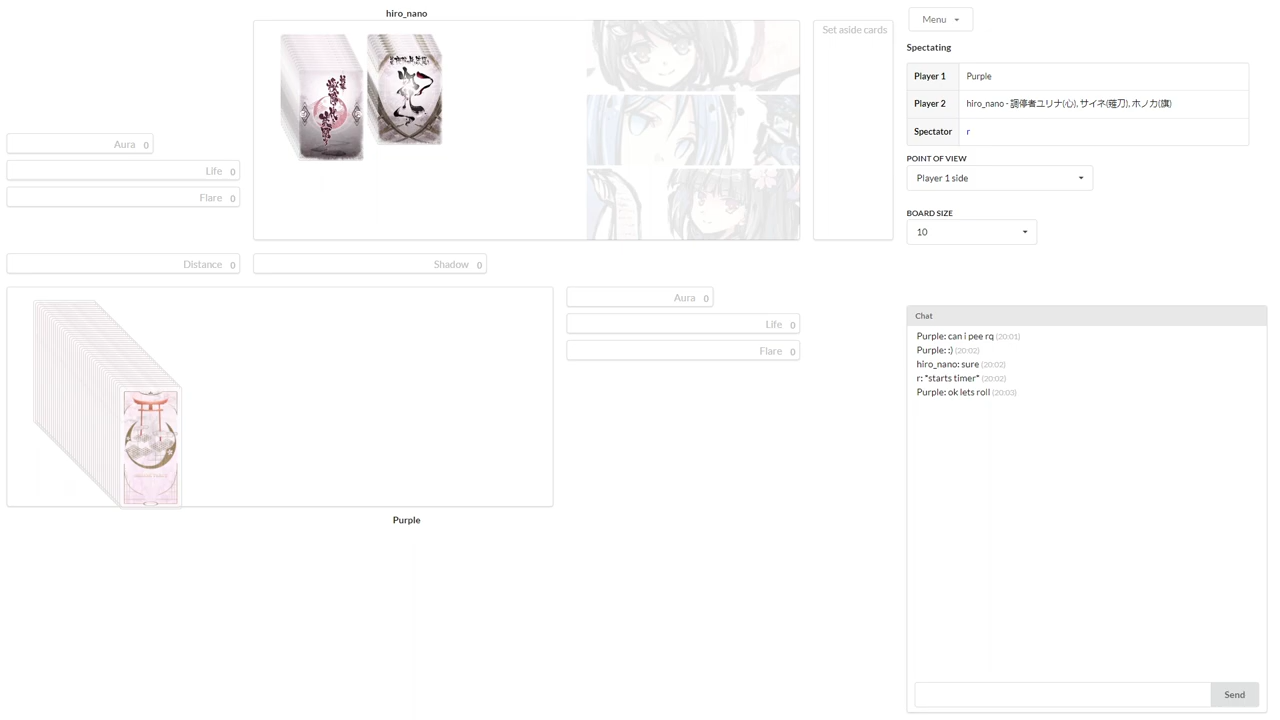 hiro_nano
Set aside cards
Menu
Spectating
Player 1 Purple
Player 2 hiro_nano - 調停者ユリナ(心), サイネ(薙刀), ホノカ(旗)
Spectator r
POINT OF VIEW
Player 1 side
BOARD SIZE
10
Aura 0
Life 0
Flare 0
Distance 0
Shadow 0
Aura 0
Life 0
Flare 0
Purple
Chat
Purple: can i pee rq (20:01)
Purple: :) (20:02)
hiro_nano: sure (20:02)
r: *starts timer* (20:02)
Purple: ok lets roll (20:03)
Send